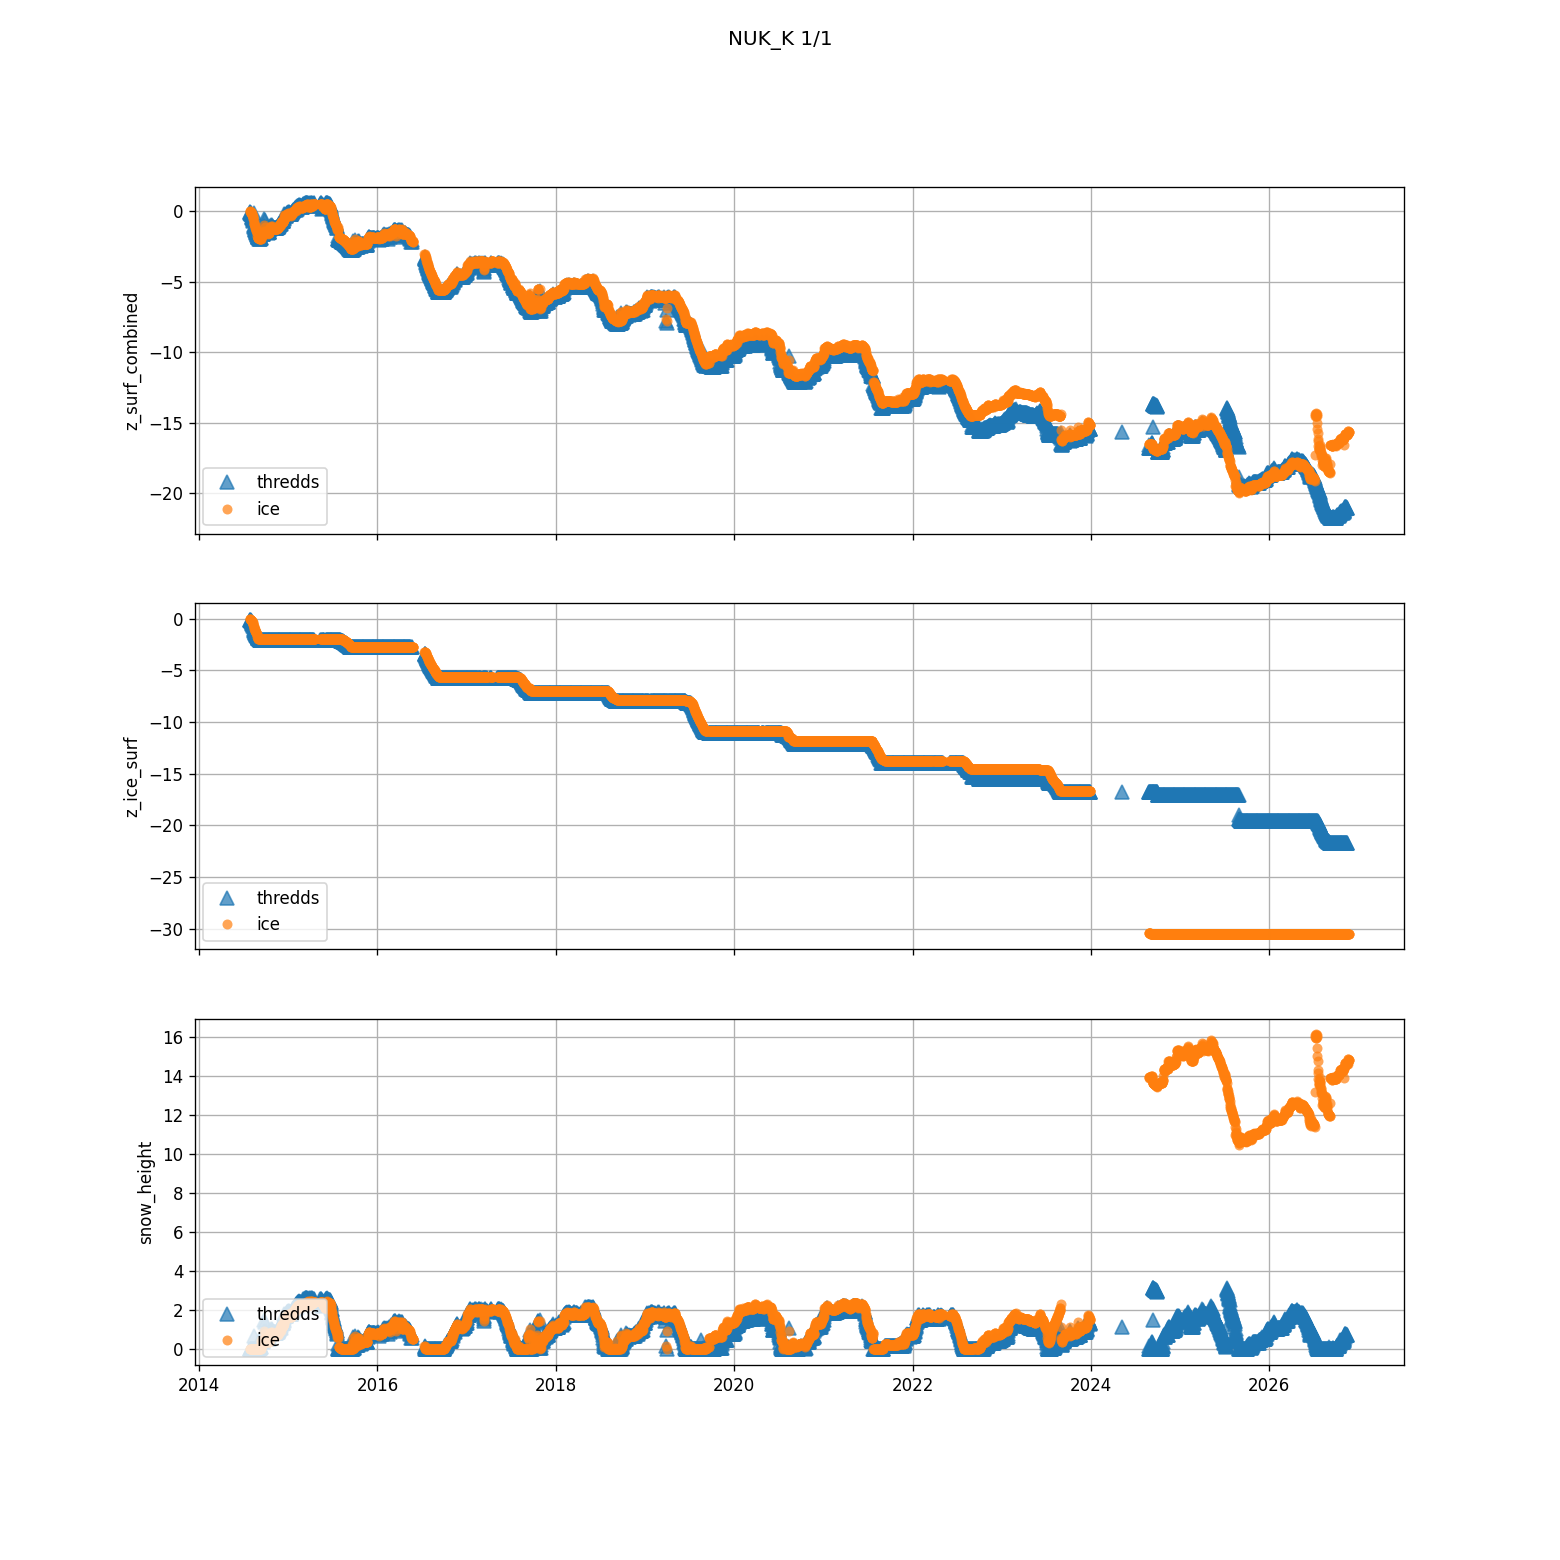 NUK_K 1/1
z_surf_combined
0
−5
−10
−15
−20
thredds
ice
z_ice_surf
0
−5
−10
−15
−20
−25
−30
thredds
ice
snow_height
16
14
12
10
8
6
4
2
0
thredds
ice
2014 2016 2018 2020 2022 2024 2026